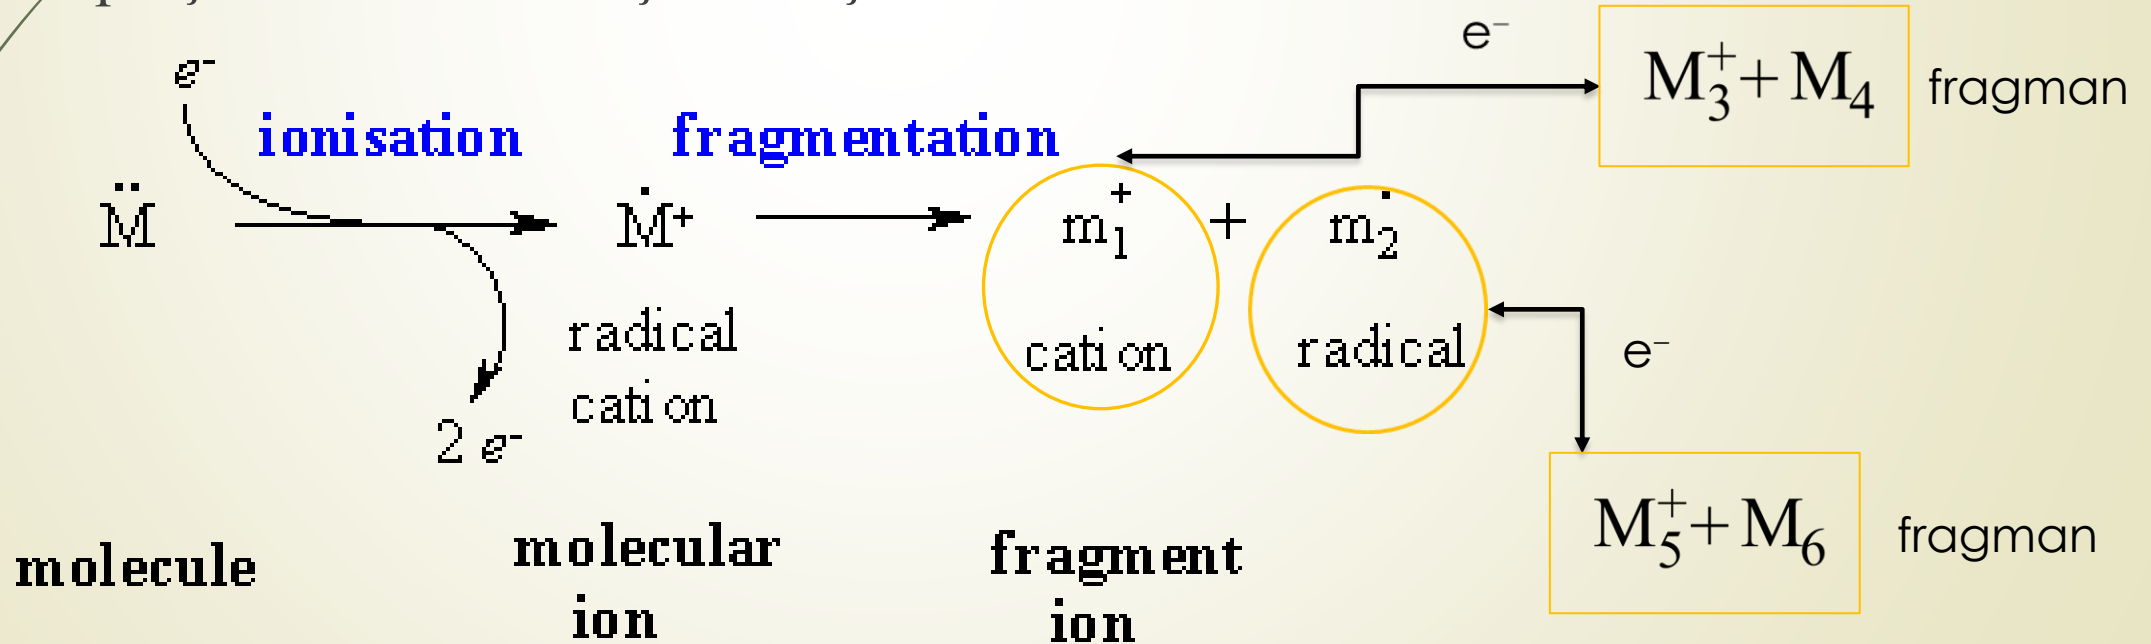 e⁻
M₃⁺ + M₄ fragman
e⁻
ionisation fragmentation
M̈ Ṁ⁺ m₁⁺ + ṁ₂
radical
cation
cation radical
e⁻
2 e⁻
M₅⁺ + M₆ fragman
molecule
molecular
ion
fragment
ion